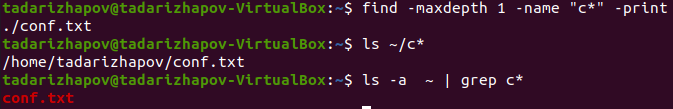 tadarizhapov@tadarizhapov-VirtualBox:~$ find -maxdepth 1 -name "c*" -print
./conf.txt
tadarizhapov@tadarizhapov-VirtualBox:~$ ls ~/c*
/home/tadarizhapov/conf.txt
tadarizhapov@tadarizhapov-VirtualBox:~$ ls -a  ~ | grep c*
conf.txt